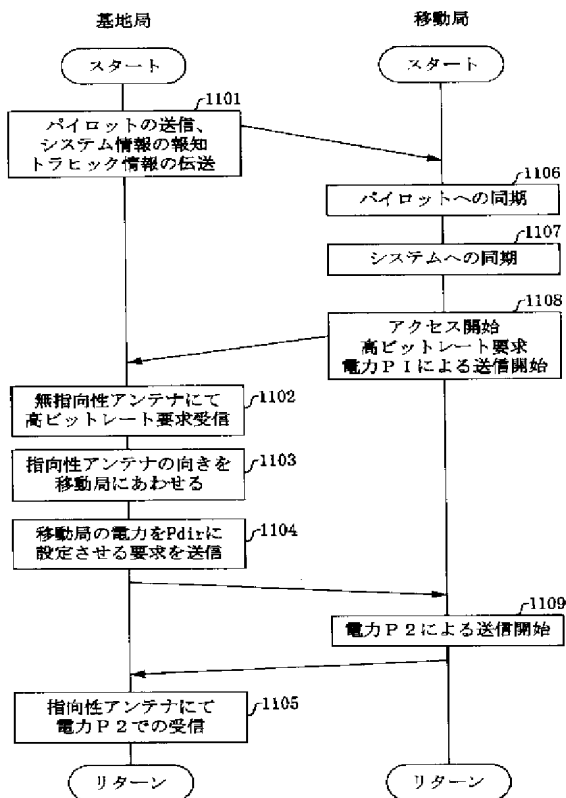 基地局
移動局
スタート
スタート
1101
パイロットの送信、
システム情報の報知
トラヒック情報の伝送
1106
パイロットへの同期
1107
システムへの同期
1108
アクセス開始
高ビットレート要求
電力P1による送信開始
無指向性アンテナにて
高ビットレート要求受信
1102
指向性アンテナの向きを
移動局にあわせる
1103
移動局の電力をPdirに
設定させる要求を送信
1104
1109
電力P2による送信開始
指向性アンテナにて
電力P2での受信
1105
リターン
リターン